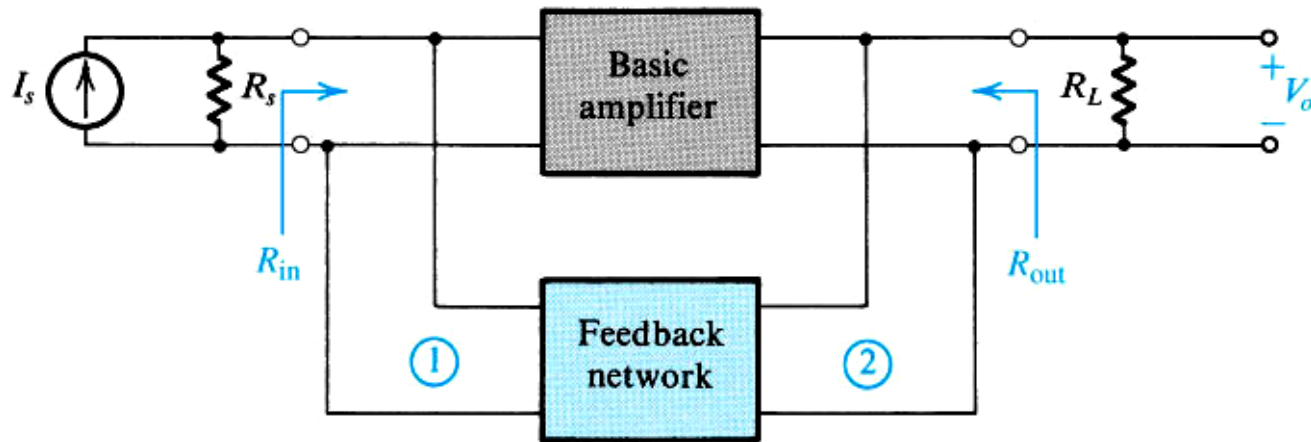 Basic
amplifier
I_s
R_s
R_L
+
V_o
−
R_in
R_out
Feedback
network
1
2